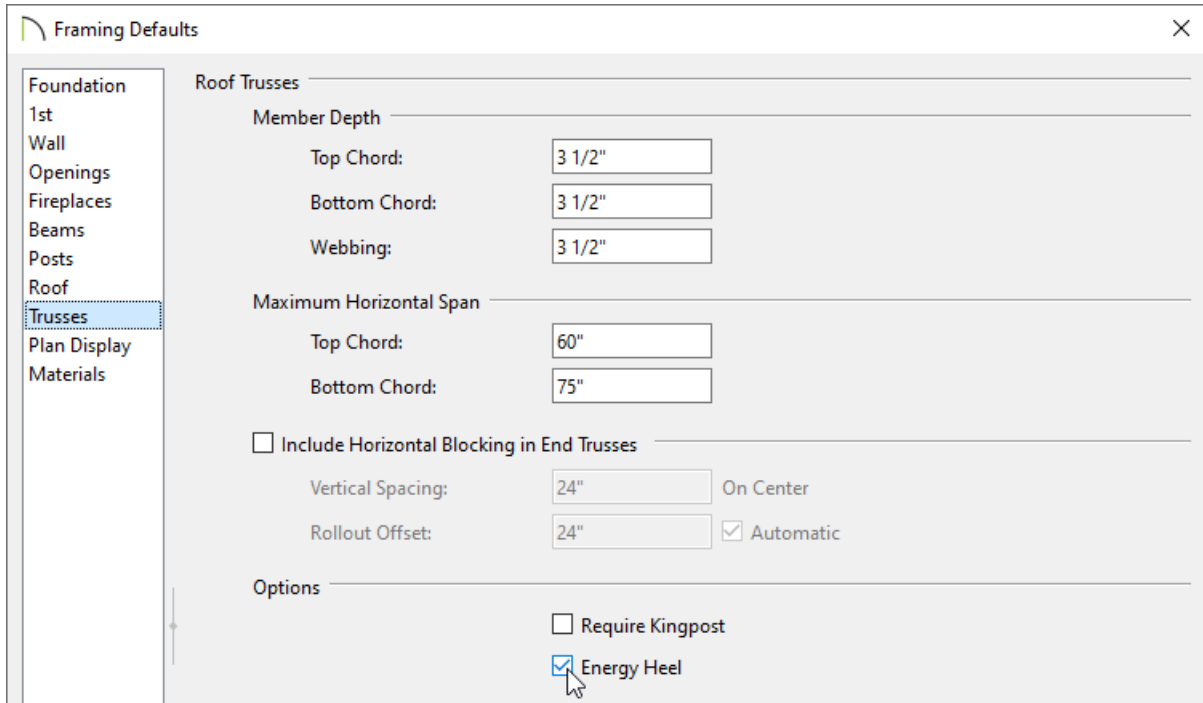 Framing Defaults
Foundation
1st
Wall
Openings
Fireplaces
Beams
Posts
Roof
Trusses
Plan Display
Materials
Roof Trusses
Member Depth
Top Chord: 3 1/2"
Bottom Chord: 3 1/2"
Webbing: 3 1/2"
Maximum Horizontal Span
Top Chord: 60"
Bottom Chord: 75"
Include Horizontal Blocking in End Trusses
Vertical Spacing: 24" On Center
Rollout Offset: 24" Automatic
Options
Require Kingpost
Energy Heel